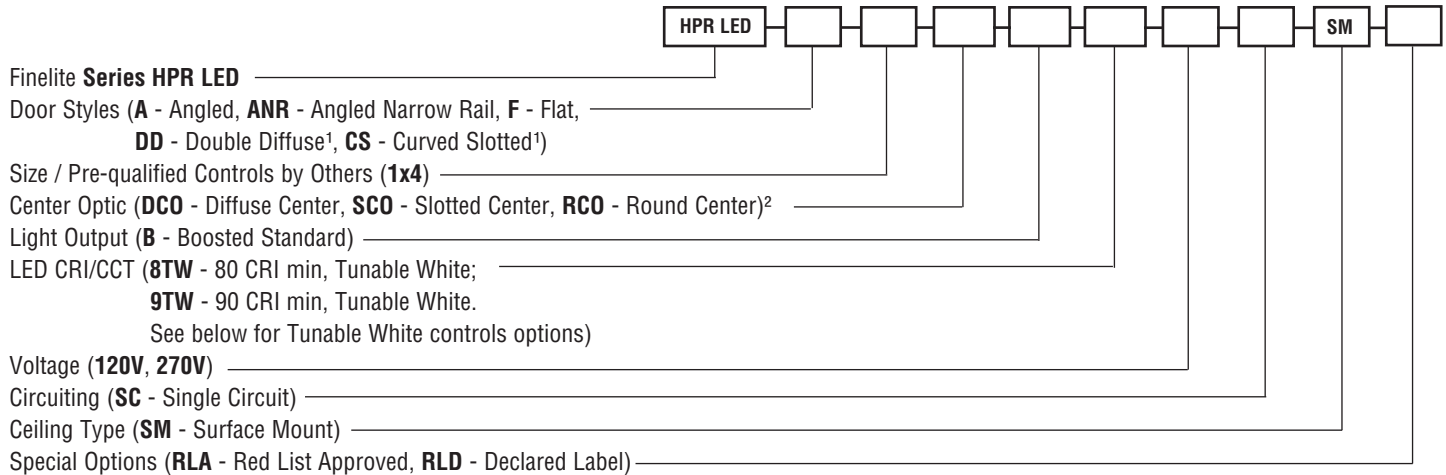 HPR LED SM
Finelite Series HPR LED
Door Styles (A - Angled, ANR - Angled Narrow Rail, F - Flat,
DD - Double Diffuse¹, CS - Curved Slotted¹)
Size / Pre-qualified Controls by Others (1x4)
Center Optic (DCO - Diffuse Center, SCO - Slotted Center, RCO - Round Center)²
Light Output (B - Boosted Standard)
LED CRI/CCT (8TW - 80 CRI min, Tunable White;
9TW - 90 CRI min, Tunable White.
See below for Tunable White controls options)
Voltage (120V, 270V)
Circuiting (SC - Single Circuit)
Ceiling Type (SM - Surface Mount)
Special Options (RLA - Red List Approved, RLD - Declared Label)